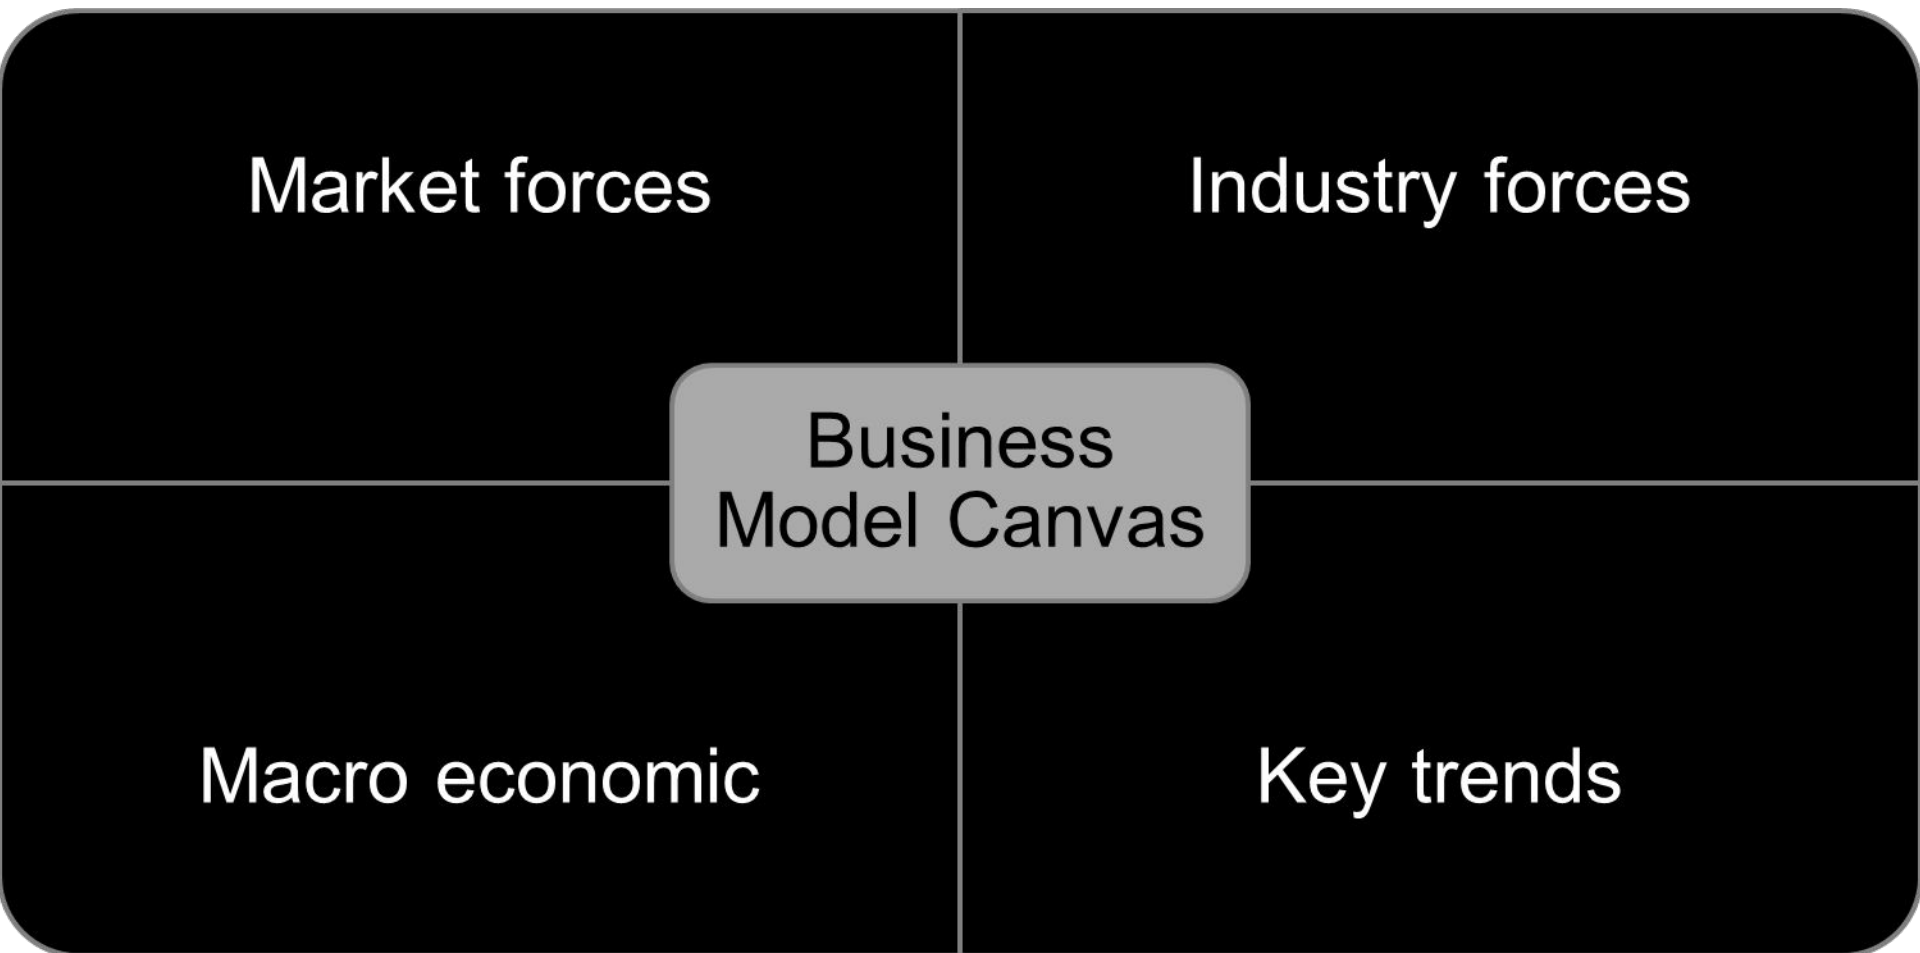 Market forces
Industry forces
Business
Model Canvas
Macro economic
Key trends